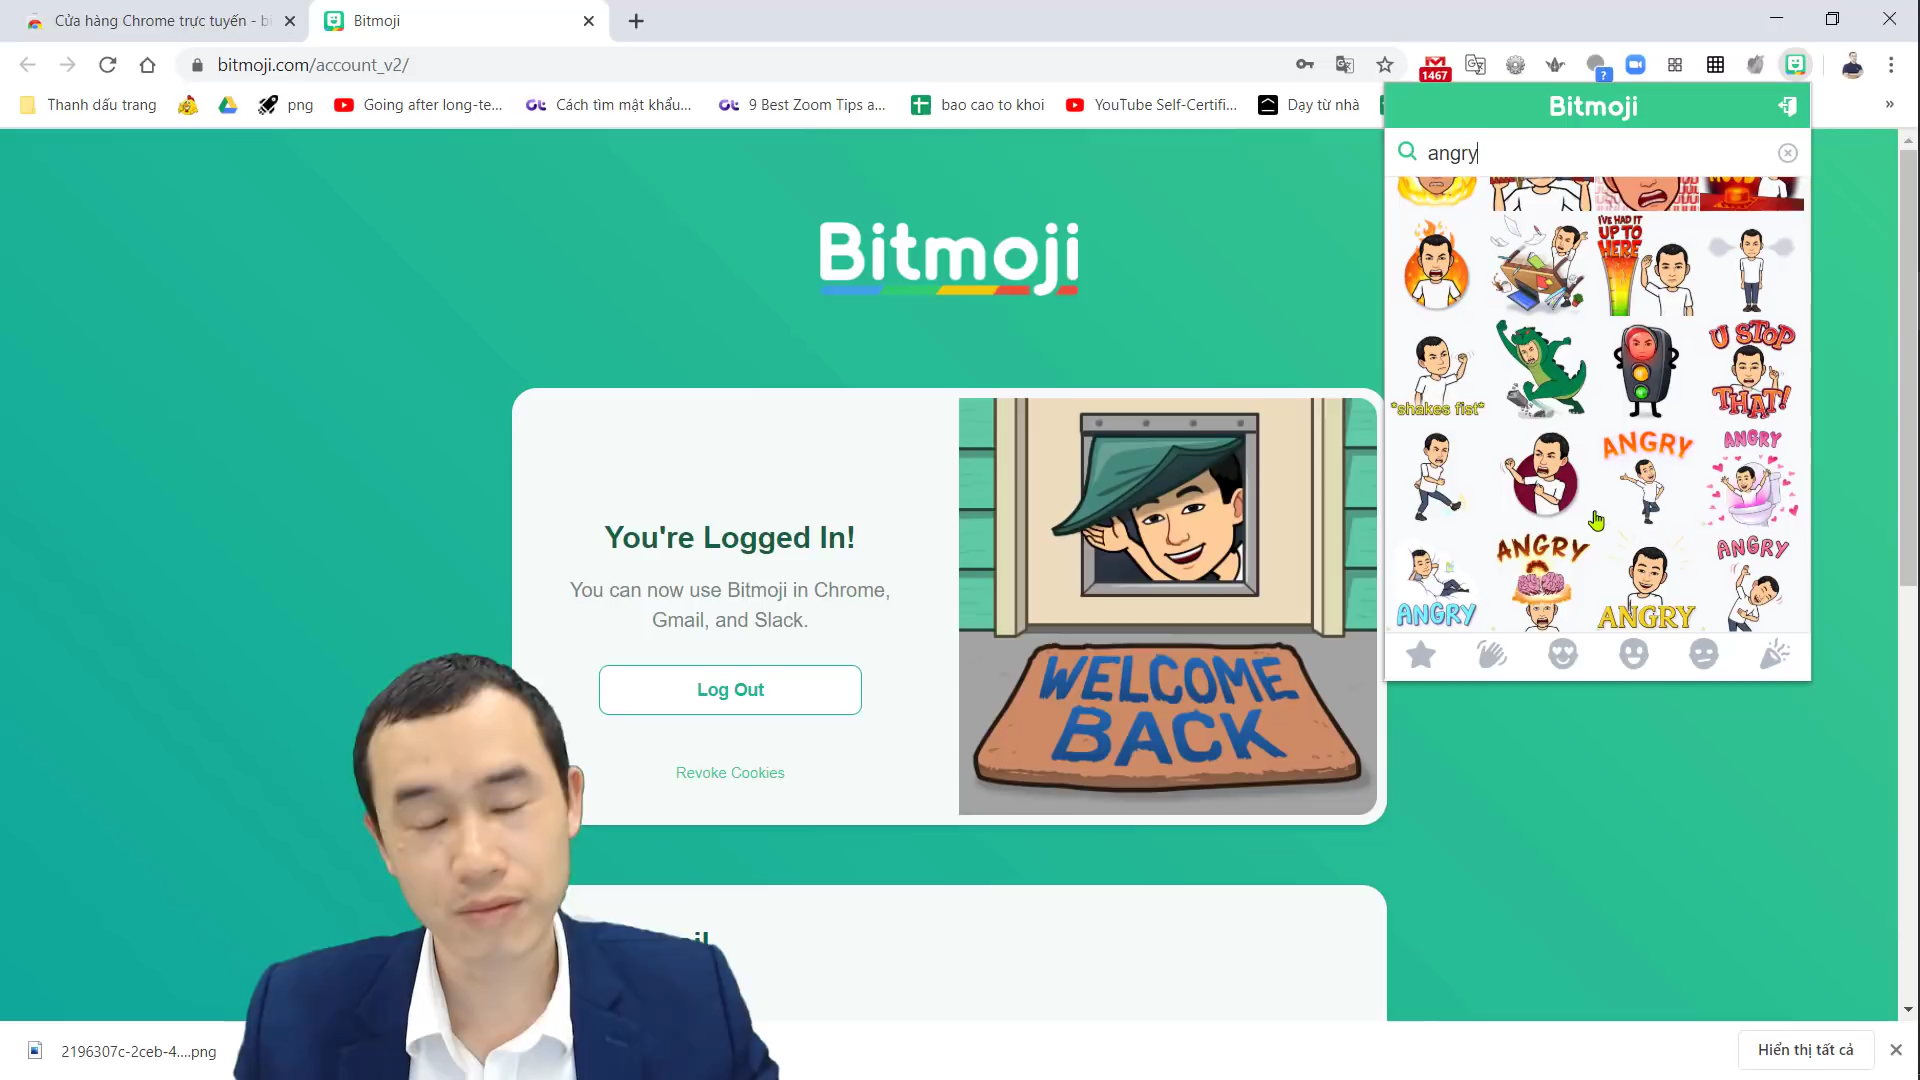 Cửa hàng Chrome trực tuyến - bi
Bitmoji
bitmoji.com/account_v2/
1467
?
Thanh dấu trang
png
Going after long-te...
Cách tìm mật khẩu...
9 Best Zoom Tips a...
bao cao to khoi
YouTube Self-Certifi...
Dạy từ nhà
»
Bitmoji
angry
I'VE HAD IT
UP TO
HERE
*shakes fist*
U STOP
THAT!
ANGRY
ANGRY
ANGRY
ANGRY
ANGRY
ANGRY
Bitmoji
You're Logged In!
You can now use Bitmoji in Chrome,
Gmail, and Slack.
Log Out
Revoke Cookies
WELCOME
BACK
2196307c-2ceb-4....png
Hiển thị tất cả